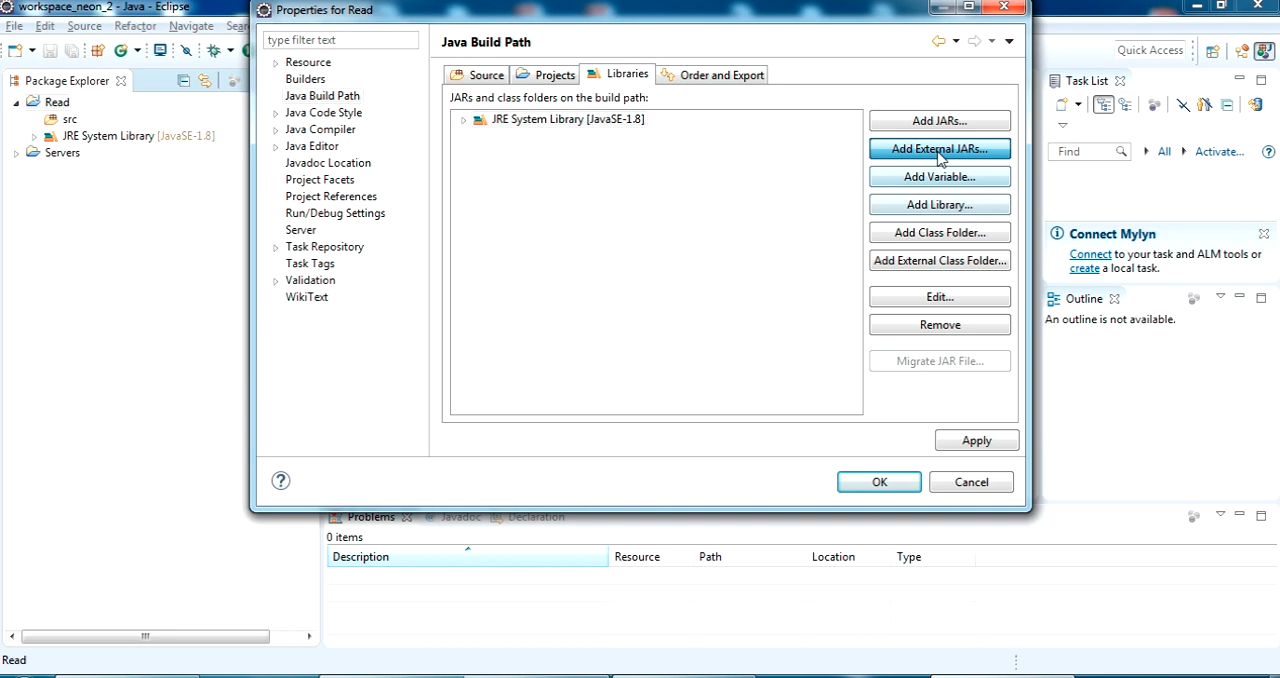 workspace_neon_2 - Java - Eclipse
Properties for Read
File Edit Source Refactor Navigate
type filter text
Java Build Path
Quick Access
Package Explorer
Resource
Builders
Java Build Path
Java Code Style
Java Compiler
Java Editor
Javadoc Location
Project Facets
Project References
Run/Debug Settings
Server
Task Repository
Task Tags
Validation
WikiText
Source Projects Libraries Order and Export
JARs and class folders on the build path:
JRE System Library [JavaSE-1.8]
Add JARs...
Add External JARs...
Add Variable...
Add Library...
Add Class Folder...
Add External Class Folder...
Edit...
Remove
Migrate JAR File...
Apply
OK Cancel
Read
src
JRE System Library [JavaSE-1.8]
Servers
Task List
Find All Activate...
Connect Mylyn
Connect to your task and ALM tools or
create a local task.
Outline
An outline is not available.
Problems Javadoc Declaration
0 items
Description Resource Path Location Type
Read